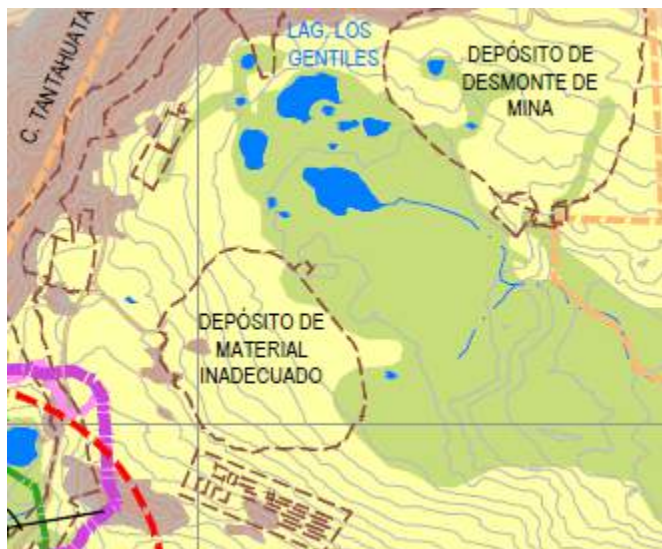 LAG, LOS
GENTILES
DEPÓSITO DE
DESMONTE DE
MINA
C. TANTAHUATA
DEPÓSITO DE
MATERIAL
INADECUADO